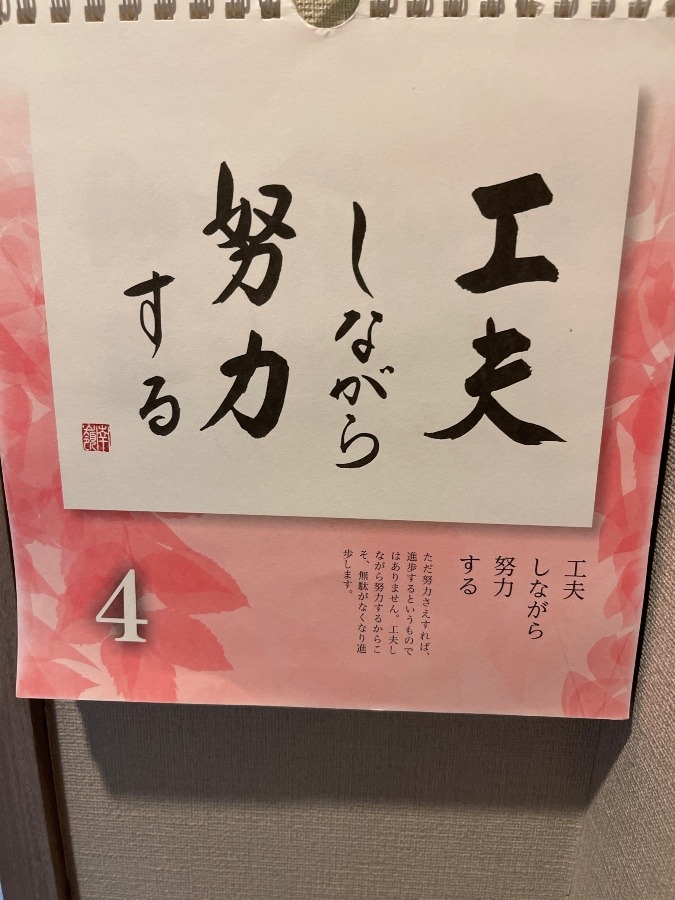 工夫
しながら
努力
する
工夫
しながら
努力
する
ただ努力さえすれば、
進歩するというもので
はありません。工夫し
ながら努力するからこ
そ、無駄がなくなり進
歩します。
4